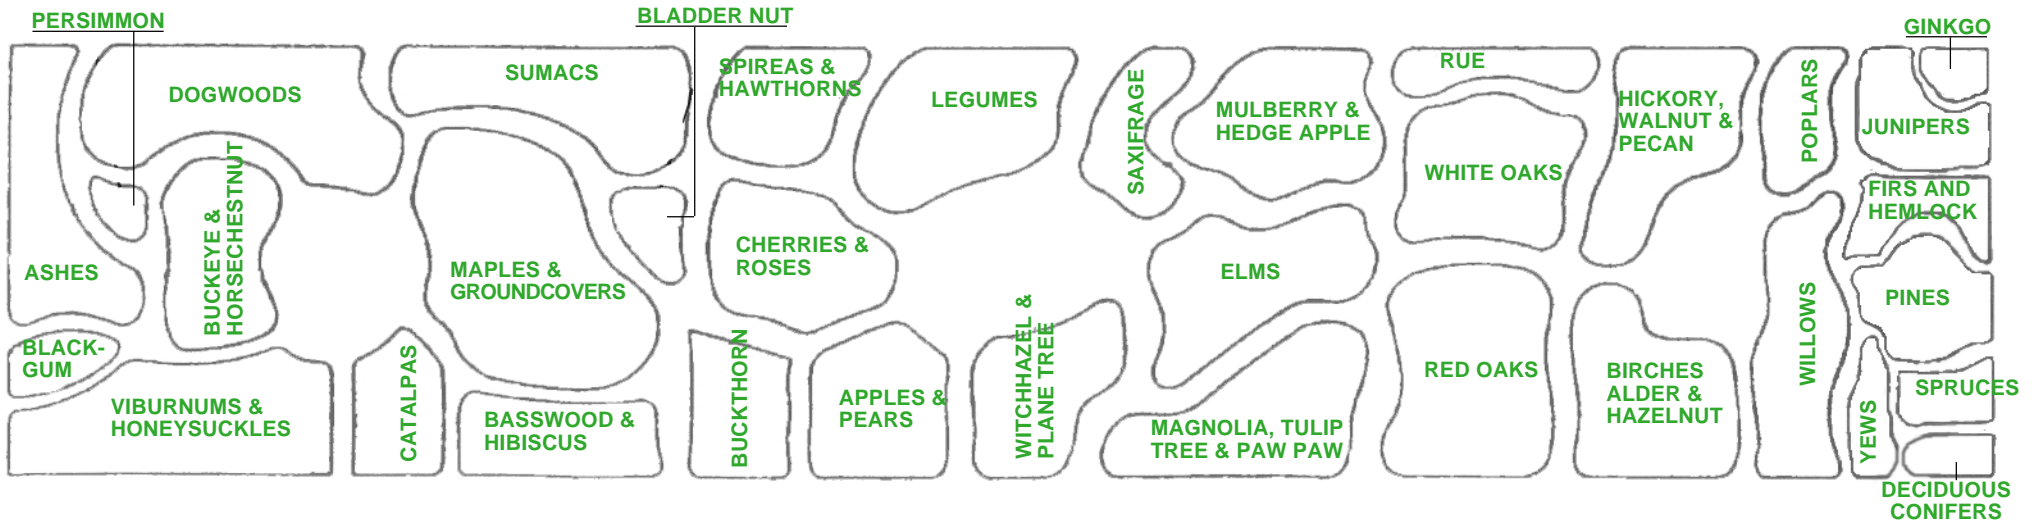 PERSIMMON
BLADDER NUT
GINKGO
DOGWOODS
SUMACS
SPIREAS &
HAWTHORNS
LEGUMES
SAXIFRAGE
MULBERRY &
HEDGE APPLE
RUE
WHITE OAKS
HICKORY,
WALNUT &
PECAN
POPLARS
JUNIPERS
FIRS AND
HEMLOCK
ASHES
BUCKEYE &
HORSECHESTNUT
MAPLES &
GROUNDCOVERS
CHERRIES &
ROSES
ELMS
PINES
BLACK-
GUM
VIBURNUMS &
HONEYSUCKLES
CATALPAS
BASSWOOD &
HIBISCUS
BUCKTHORN
APPLES &
PEARS
WITCHHAZEL &
PLANE TREE
MAGNOLIA, TULIP
TREE & PAW PAW
RED OAKS
BIRCHES
ALDER &
HAZELNUT
WILLOWS
YEWS
SPRUCES
DECIDUOUS
CONIFERS